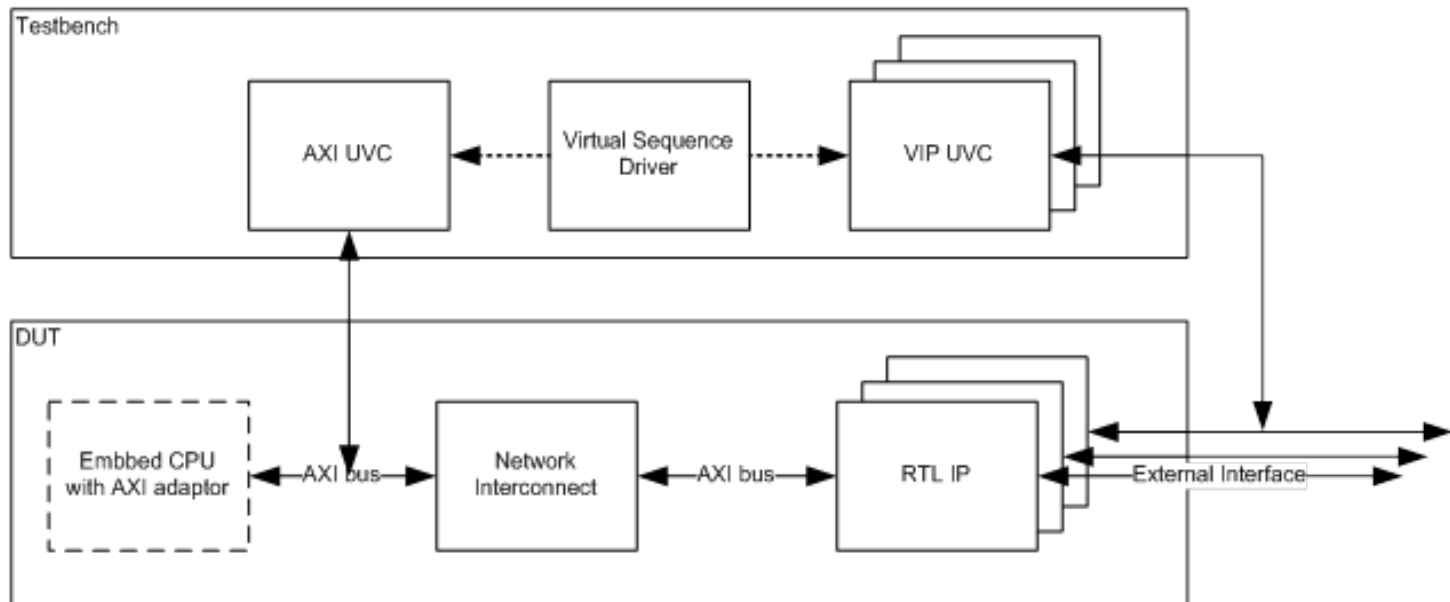 Testbench
AXI UVC
Virtual Sequence
Driver
VIP UVC
DUT
Embbed CPU
with AXI adaptor
AXI bus
Network
Interconnect
AXI bus
RTL IP
External Interface